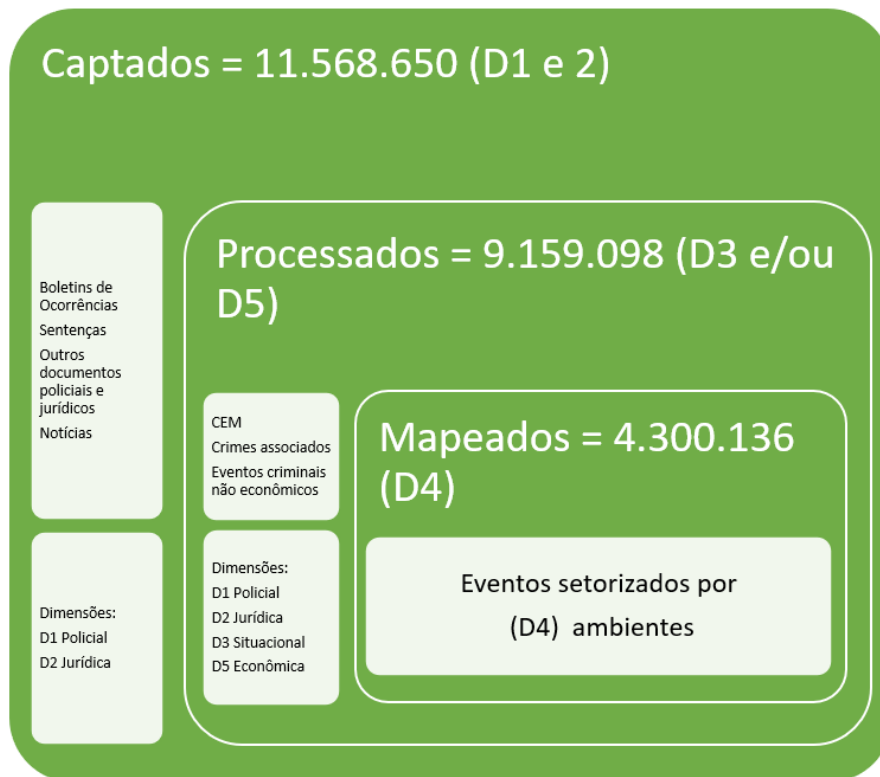 Captados = 11.568.650 (D1 e 2)
Boletins de
Ocorrências
Sentenças
Outros
documentos
policiais e
jurídicos
Notícias
Dimensões:
D1 Policial
D2 Jurídica
Processados = 9.159.098 (D3 e/ou
D5)
CEM
Crimes associados
Eventos criminais
não econômicos
Dimensões:
D1 Policial
D2 Jurídica
D3 Situacional
D5 Econômica
Mapeados = 4.300.136
(D4)
Eventos setorizados por
(D4) ambientes